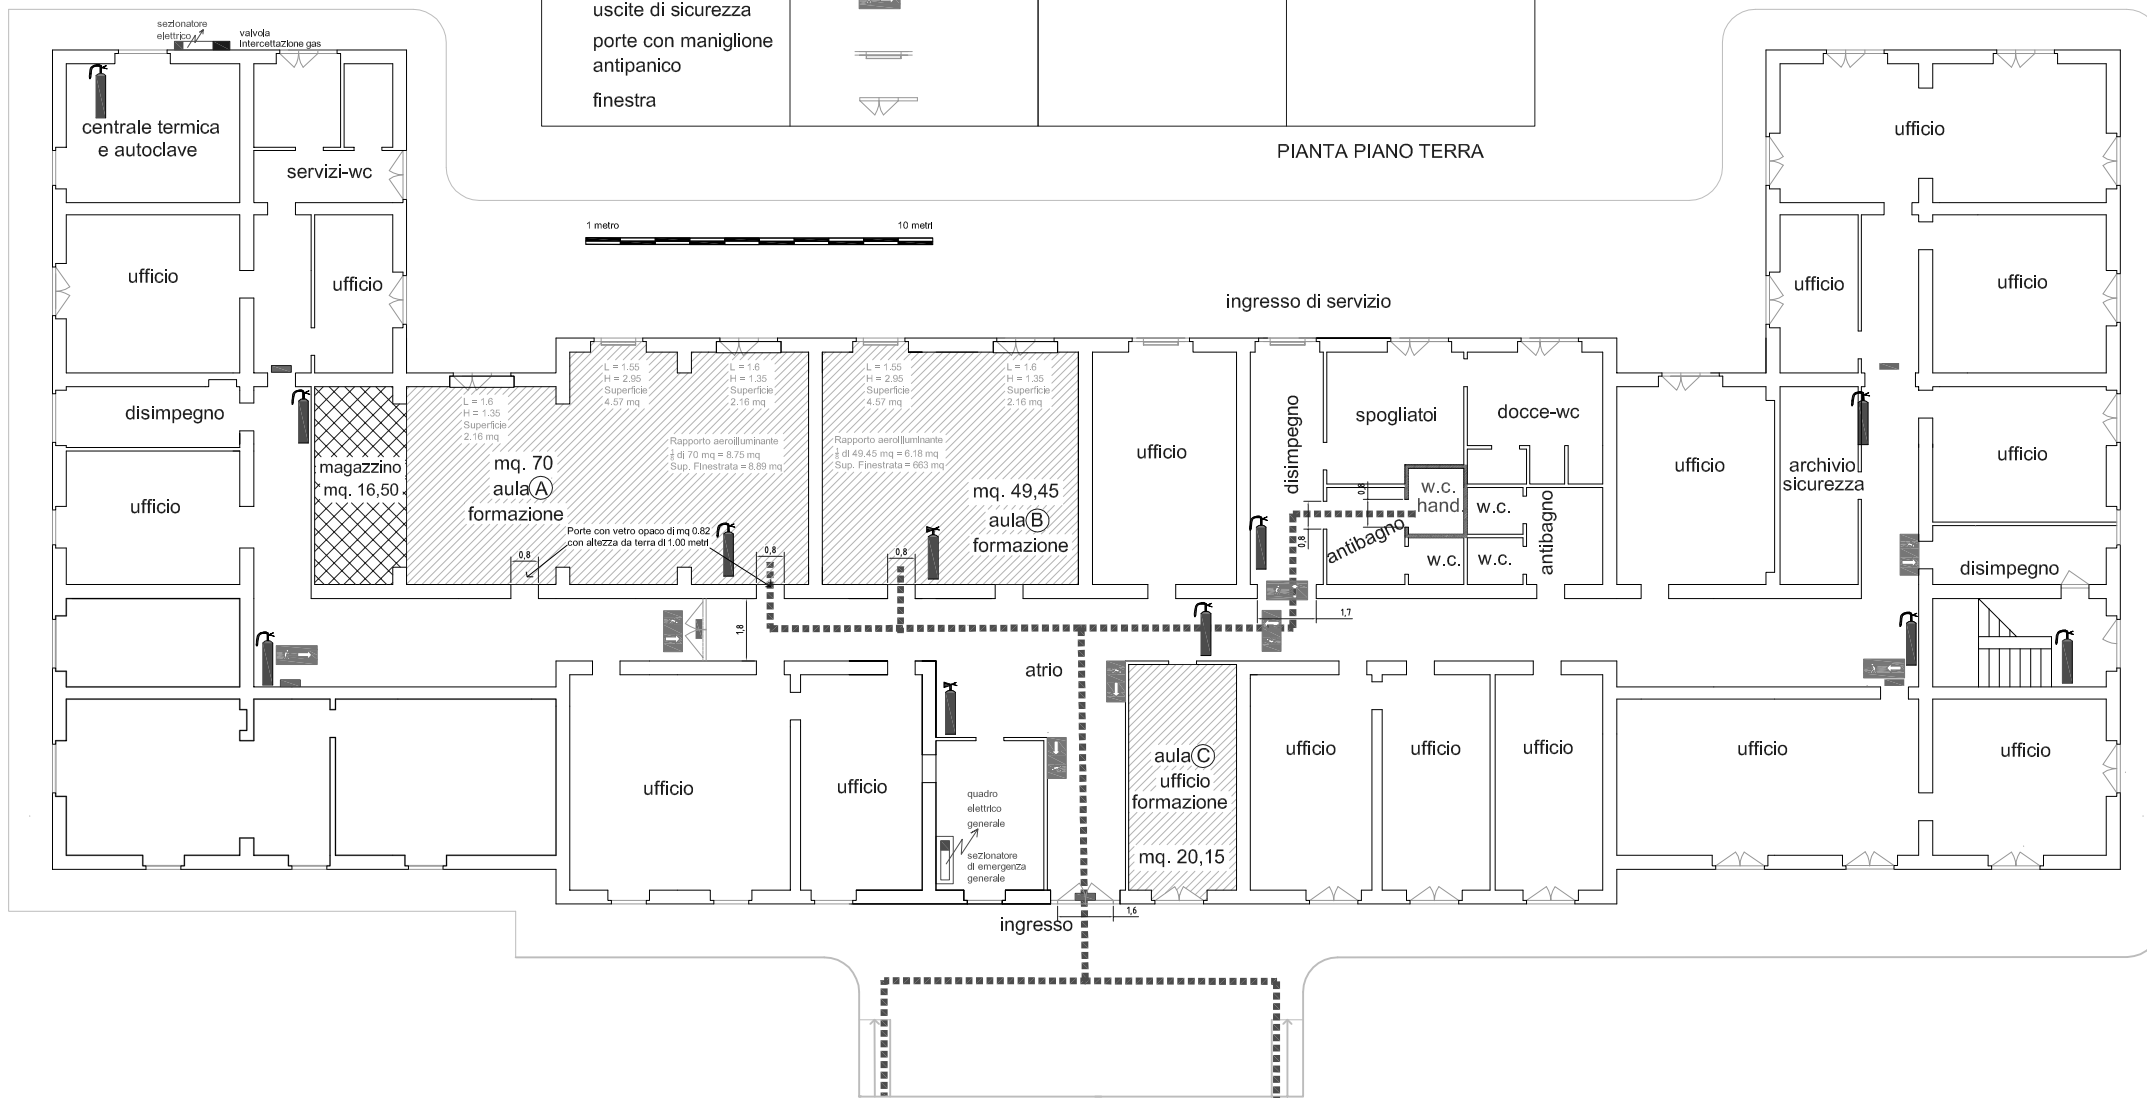 uscite di sicurezza
porte con maniglione
antipanico
finestra
PIANTA PIANO TERRA
sezionatore
elettrico
valvola
Intercettazione gas
centrale termica
e autoclave
servizi-wc
ufficio
ufficio
disimpegno
ufficio
magazzino
mq. 16,50
1 metro
10 metri
ingresso di servizio
L = 1.6
H = 1.35
Superficie
2.16 mq
L = 1.55
H = 2.95
Superficie
4.57 mq
L = 1.6
H = 1.35
Superficie
2.16 mq
Rapporto aeroilluminante
1/8 di 70 mq = 8.75 mq
Sup. Finestrata = 8.89 mq
mq. 70
aula A
formazione
Porte con vetro opaco di mq 0.82
con altezza da terra di 1.00 metri
0,8
0,8
L = 1.55
H = 2.95
Superficie
4.57 mq
L = 1.6
H = 1.35
Superficie
2.16 mq
Rapporto aeroilluminante
1/8 di 49.45 mq = 6.18 mq
Sup. Finestrata = 663 mq
mq. 49,45
aula B
formazione
0,8
ufficio
disimpegno
spogliatoi
docce-wc
w.c.
hand.
0,8
0,8
antibagno
w.c.
w.c.
w.c.
antibagno
ufficio
archivio
sicurezza
ufficio
ufficio
ufficio
ufficio
disimpegno
1,8
1,7
atrio
ufficio
ufficio
quadro
elettrico
generale
sezionatore
di emergenza
generale
aula C
ufficio
formazione
mq. 20,15
ufficio
ufficio
ufficio
ufficio
ufficio
ingresso
1,6